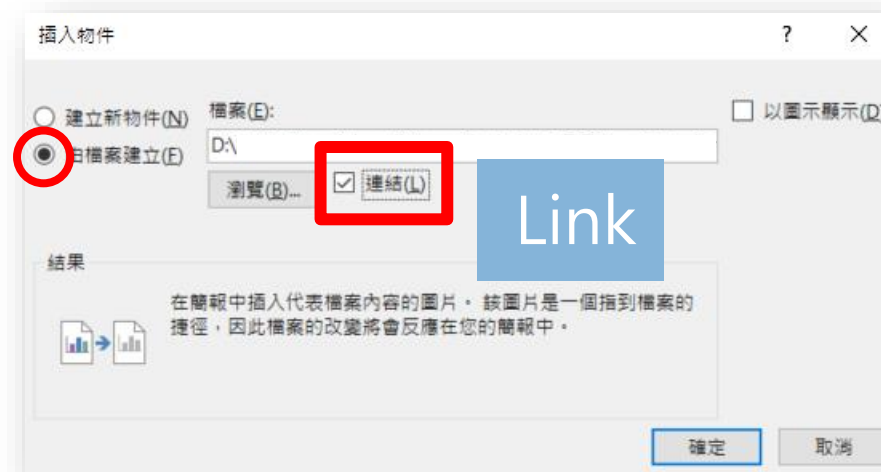 插入物件
? ×
建立新物件(N)
由檔案建立(F)
檔案(E):
D:\
瀏覽(B)...
連結(L)
以圖示顯示(D
Link
結果
在簡報中插入代表檔案內容的圖片。 該圖片是一個指到檔案的
捷徑，因此檔案的改變將會反應在您的簡報中。
確定
取消